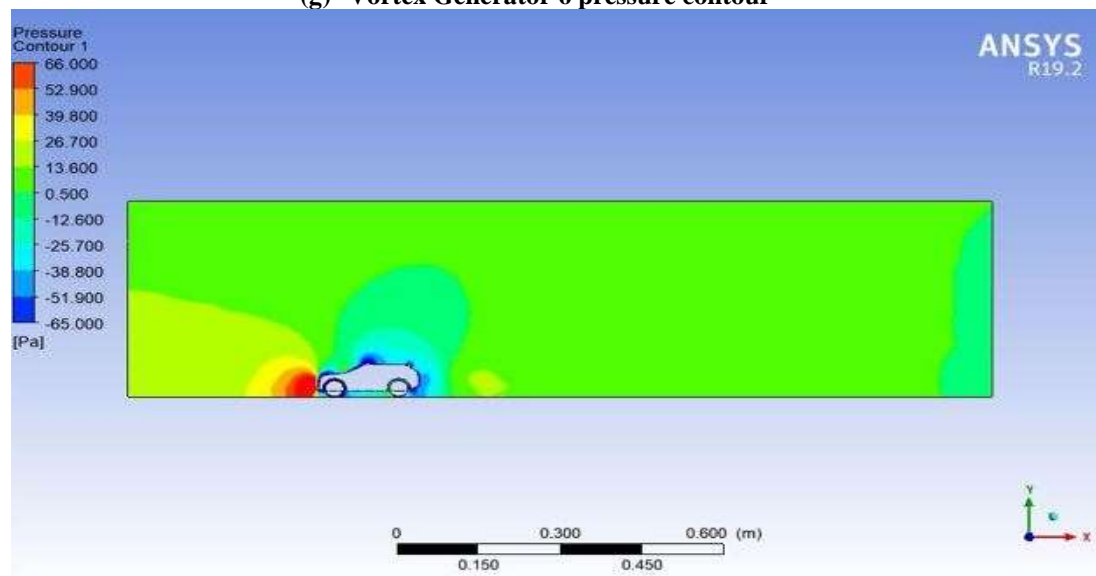 (g) Vortex Generator 6 pressure contour
Pressure
Contour 1
66.000
52.900
39.800
26.700
13.600
0.500
-12.600
-25.700
-38.800
-51.900
-65.000
[Pa]
ANSYS
R19.2
0 0.300 0.600 (m)
0.150 0.450
Y
X